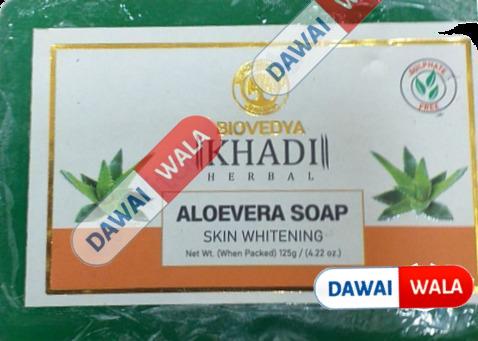 DAWAI WALA
SULPHATE
FREE
BIOVEDYA
KHADI
HERBAL
DAWAI WALA
ALOEVERA SOAP
SKIN WHITENING
Net Wt. (When Packed) 125g / (4.22 oz.)
DAWAI WALA